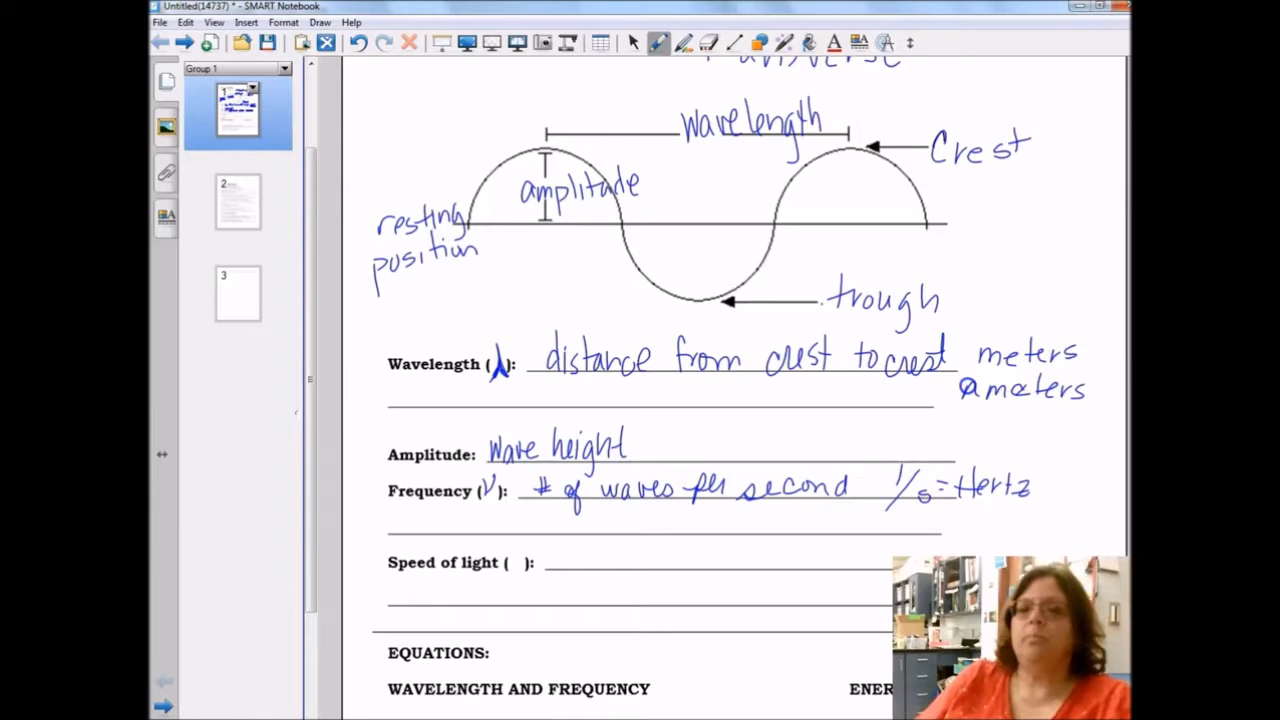 Untitled(14737) * - SMART Notebook
File Edit View Insert Format Draw Help
Group 1
1
2
3
wavelength
Crest
amplitude
resting
position
trough
Wavelength (λ): distance from crest to crest meters
meters
Amplitude: wave height
Frequency (ν): # of waves per second 1/s = Hertz
Speed of light ( ):
EQUATIONS:
WAVELENGTH AND FREQUENCY ENER